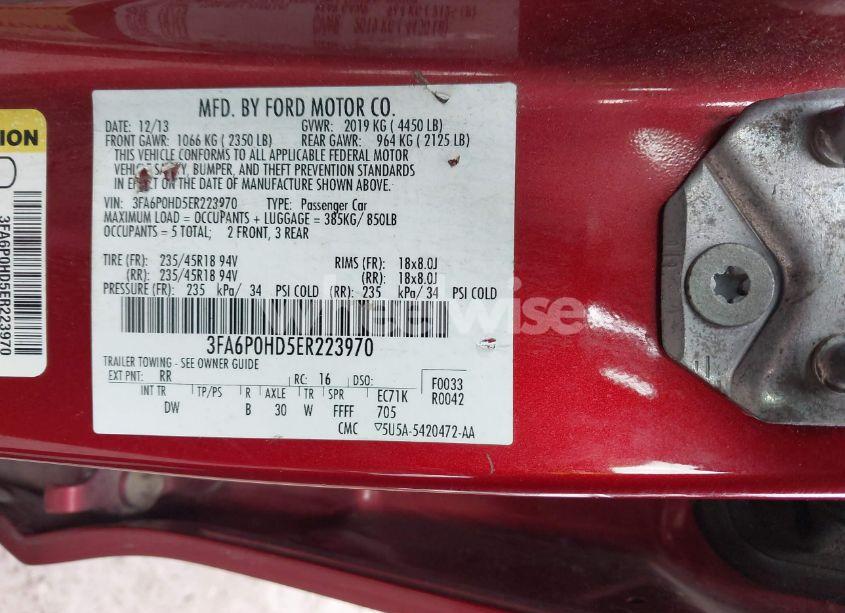 MFD. BY FORD MOTOR CO.
DATE: 12/13 GVWR: 2019 KG ( 4450 LB)
FRONT GAWR: 1066 KG ( 2350 LB) REAR GAWR: 964 KG ( 2125 LB)
THIS VEHICLE CONFORMS TO ALL APPLICABLE FEDERAL MOTOR
VEHICLE SAFETY, BUMPER, AND THEFT PREVENTION STANDARDS
IN EFFECT ON THE DATE OF MANUFACTURE SHOWN ABOVE.
VIN: 3FA6P0HD5ER223970 TYPE: Passenger Car
MAXIMUM LOAD = OCCUPANTS + LUGGAGE = 385KG/ 850LB
OCCUPANTS = 5 TOTAL; 2 FRONT, 3 REAR
TIRE (FR): 235/45R18 94V RIMS (FR): 18x8.0J
(RR): 235/45R18 94V (RR): 18x8.0J
PRESSURE (FR): 235 kPa/ 34 PSI COLD (RR): 235 kPa/ 34 PSI COLD
3FA6P0HD5ER223970
TRAILER TOWING - SEE OWNER GUIDE
EXT PNT: RR RC: 16 DSO: F0033
INT TR TP/PS R AXLE TR SPR EC71K R0042
DW B 30 W FFFF 705
CMC 5U5A-5420472-AA
ION
3FA6P0HD5ER223970